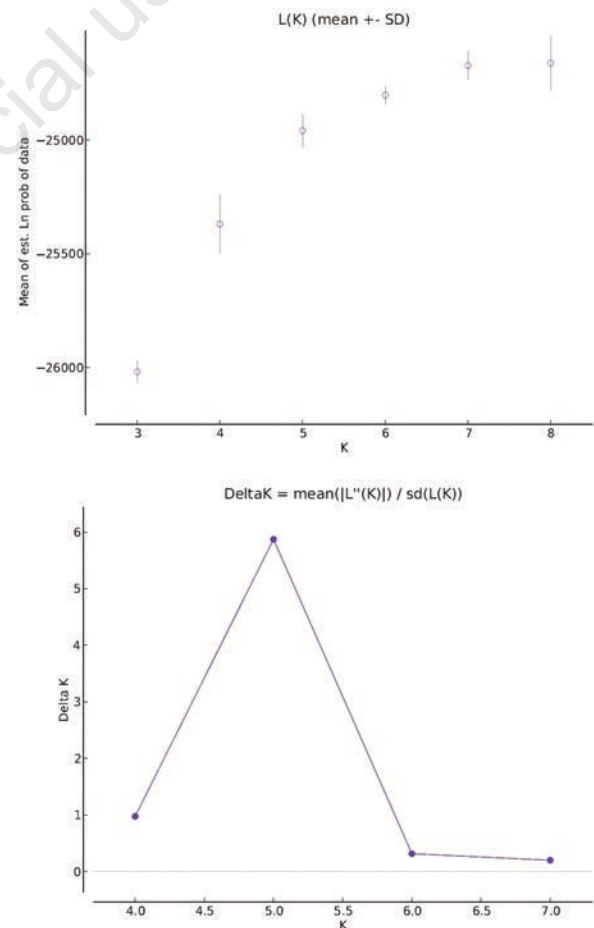 cial us
L(K) (mean +- SD)
Mean of est. Ln prob of data
−25000
−25500
−26000
3 4 5 6 7 8
K
DeltaK = mean(|L''(K)|) / sd(L(K))
Delta K
6
5
4
3
2
1
0
4.0 4.5 5.0 5.5 6.0 6.5 7.0
K